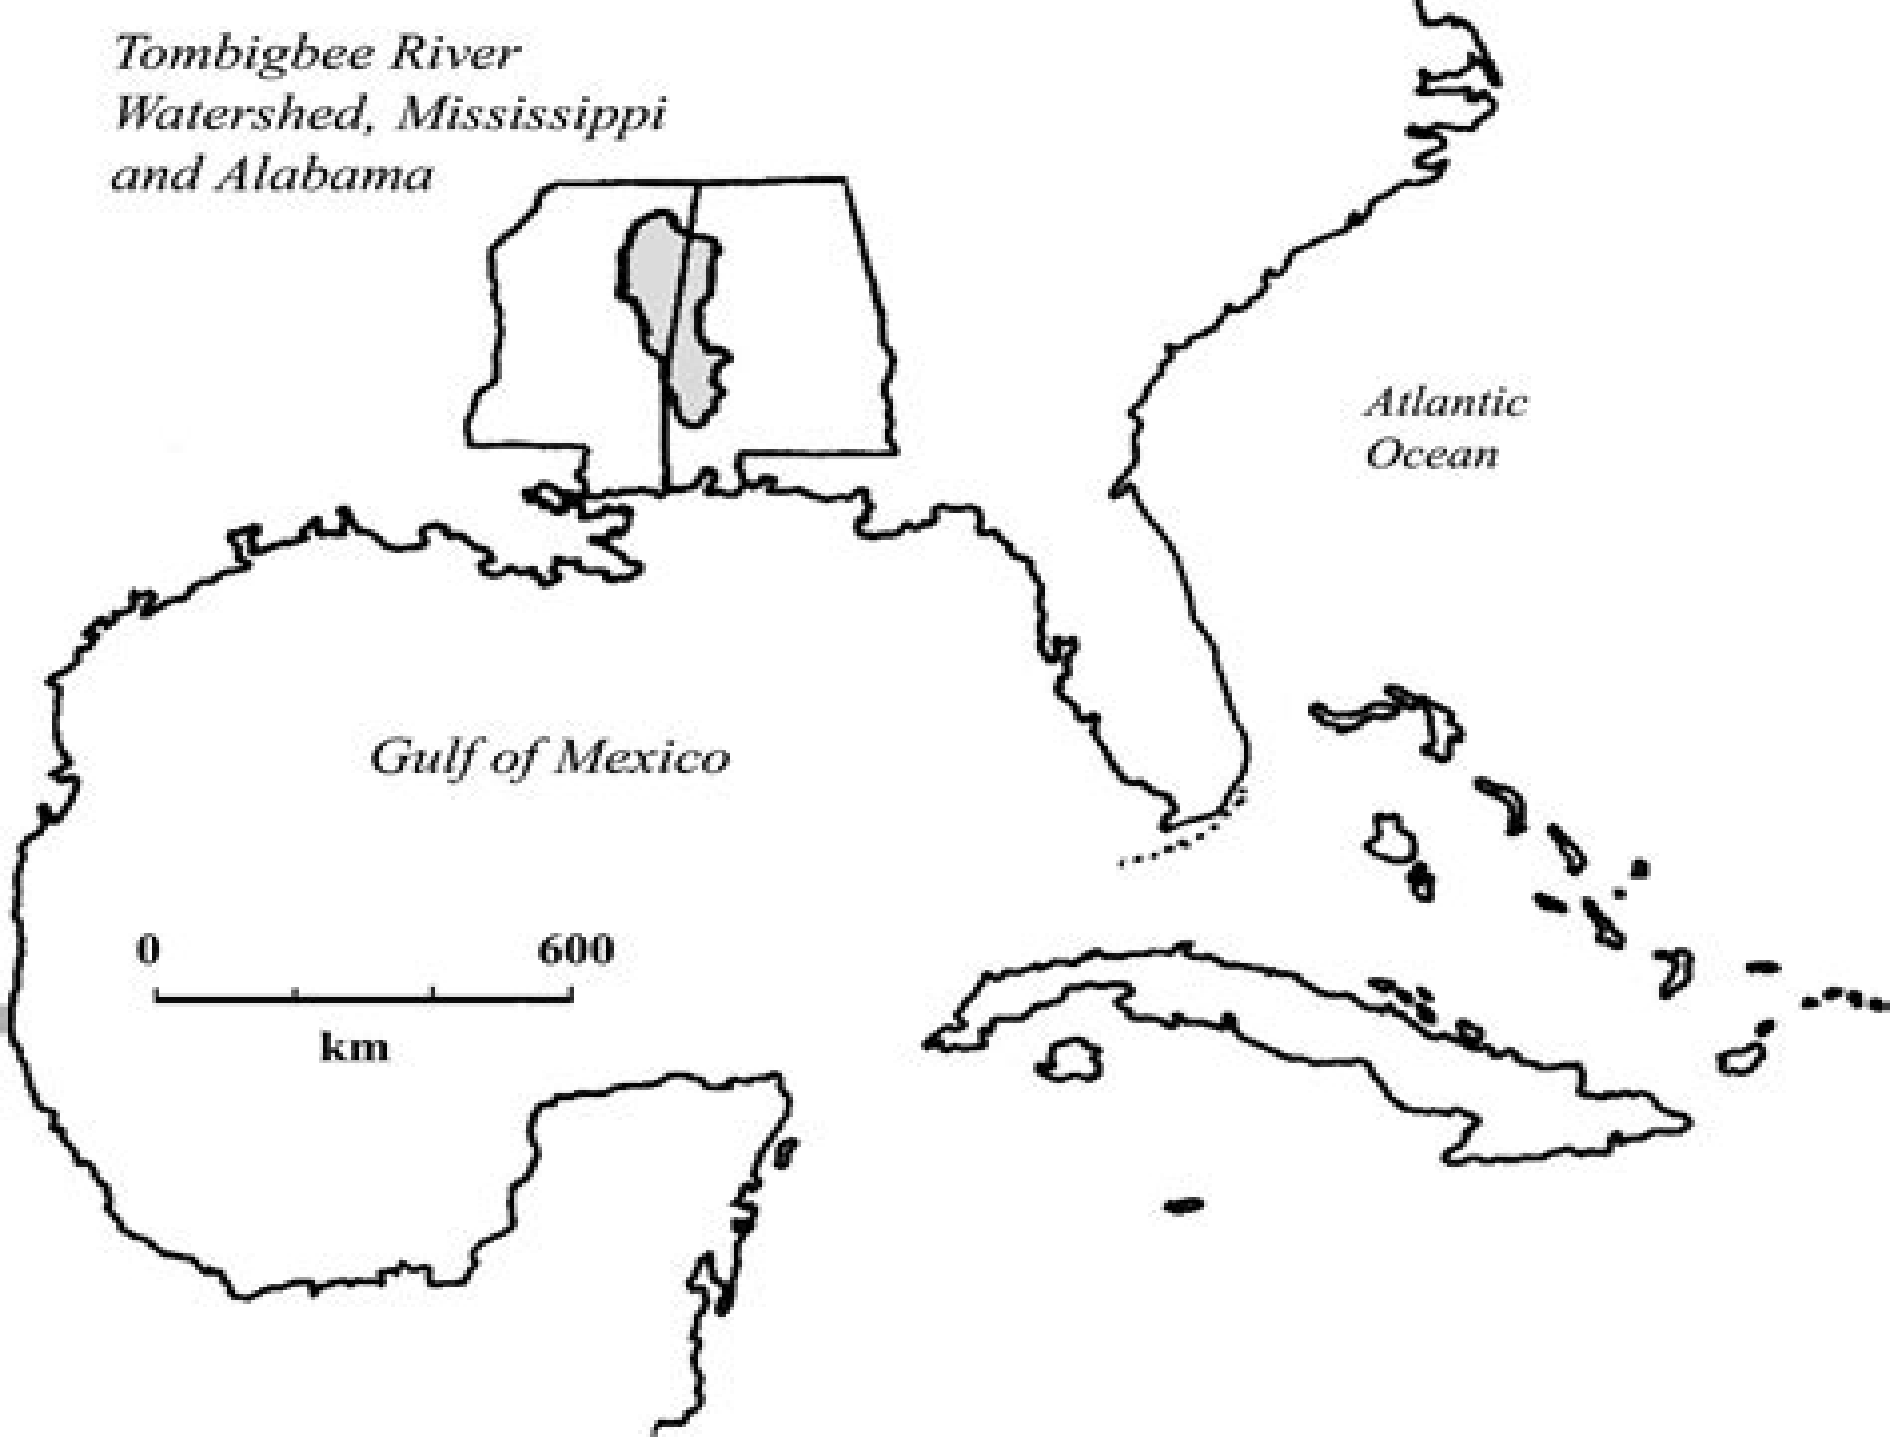 Tombigbee River
Watershed, Mississippi
and Alabama
Atlantic
Ocean
Gulf of Mexico
0 600
km